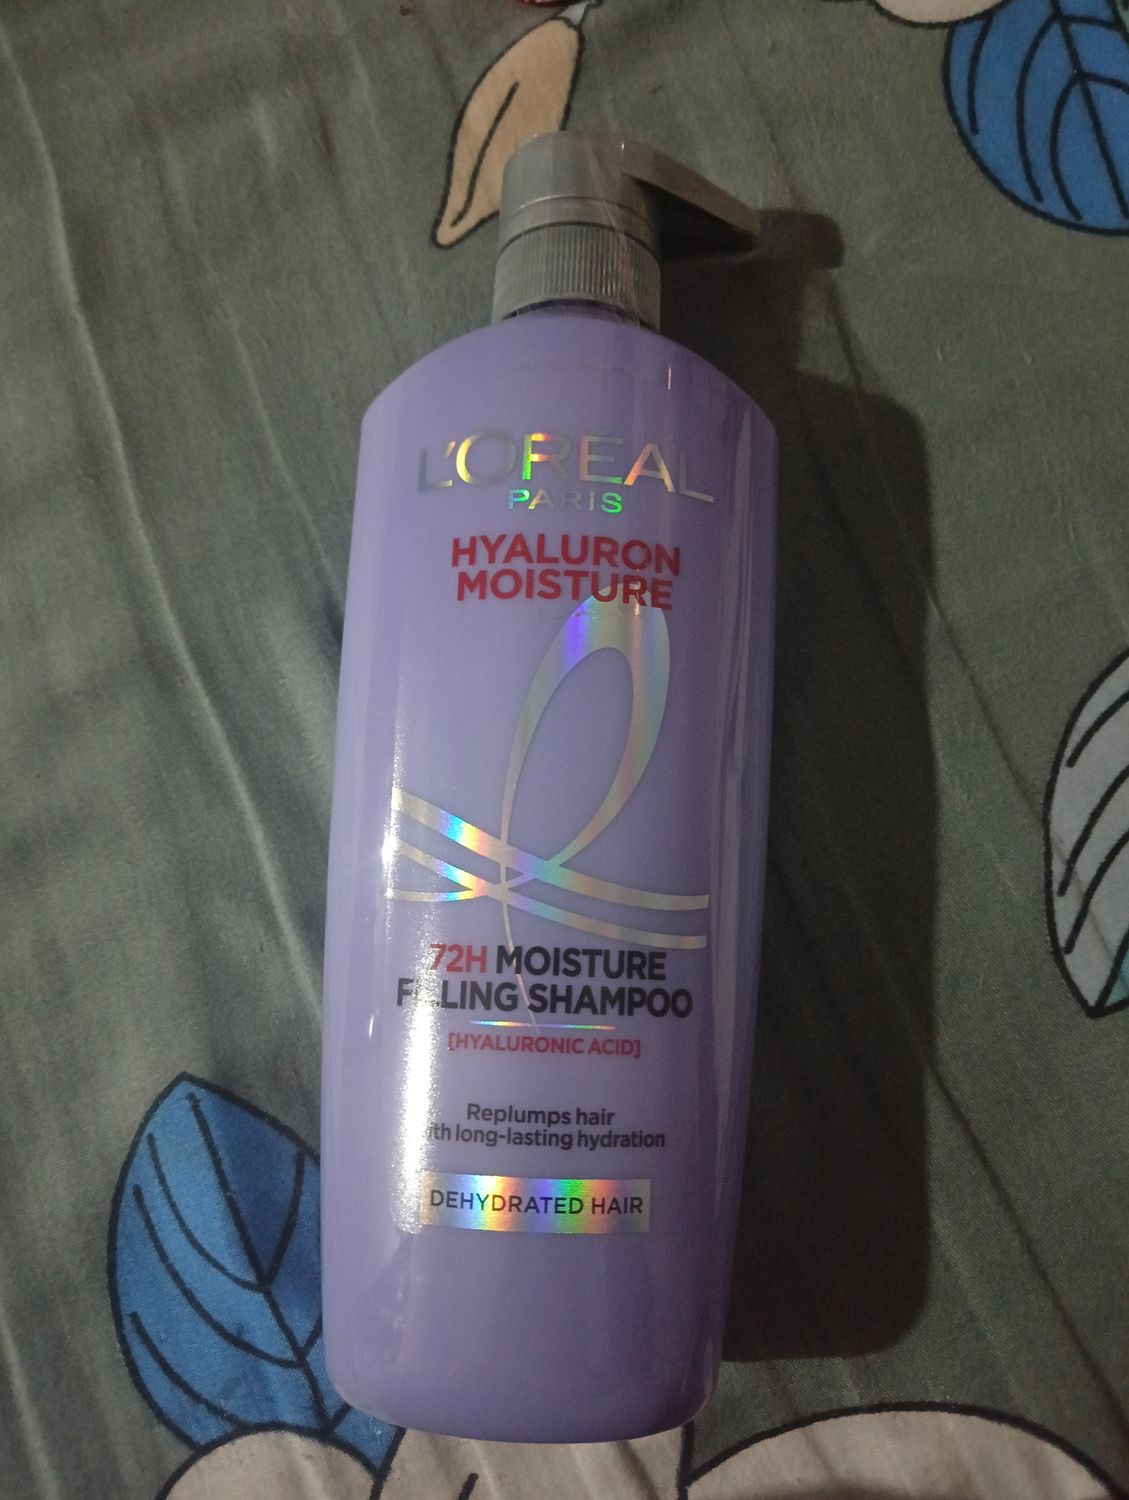 L'ORÉAL
PARIS
HYALURON
MOISTURE
72H MOISTURE
FILLING SHAMPOO
[HYALURONIC ACID]
Replumps hair
with long-lasting hydration
DEHYDRATED HAIR